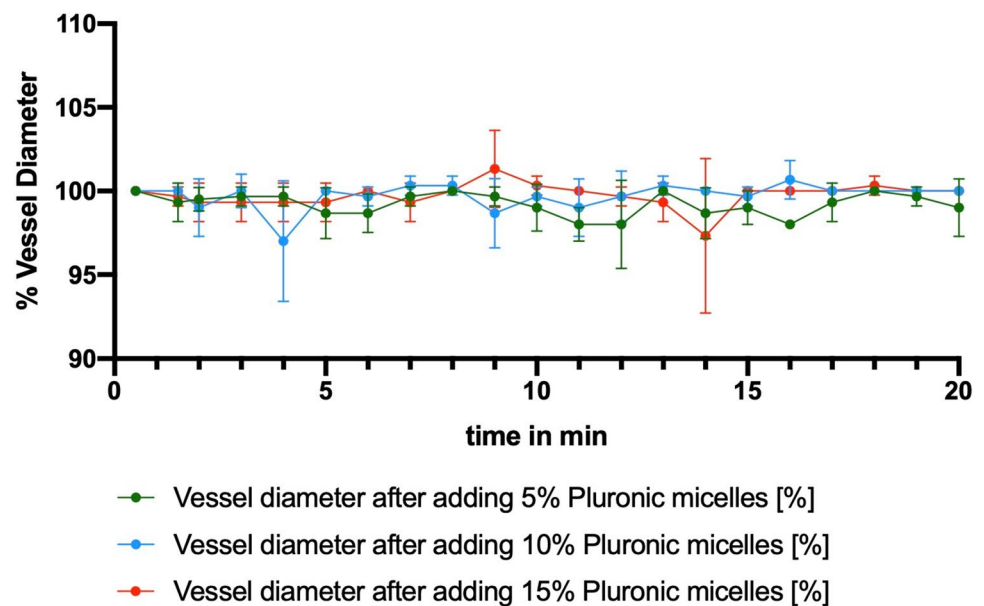 110
105
100
95
90
% Vessel Diameter
0 5 10 15 20
time in min
Vessel diameter after adding 5% Pluronic micelles [%]
Vessel diameter after adding 10% Pluronic micelles [%]
Vessel diameter after adding 15% Pluronic micelles [%]